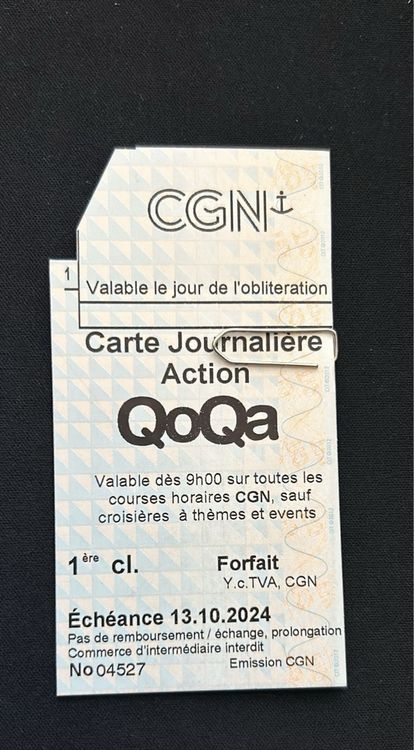 CGN
1
Valable le jour de l'obliteration
Carte Journalière
Action
QoQa
Valable dès 9h00 sur toutes les
courses horaires CGN, sauf
croisières à thèmes et events
1ère cl.
Forfait
Y.c.TVA, CGN
Échéance 13.10.2024
Pas de remboursement / échange, prolongation
Commerce d'intermédiaire interdit
No 04527
Emission CGN